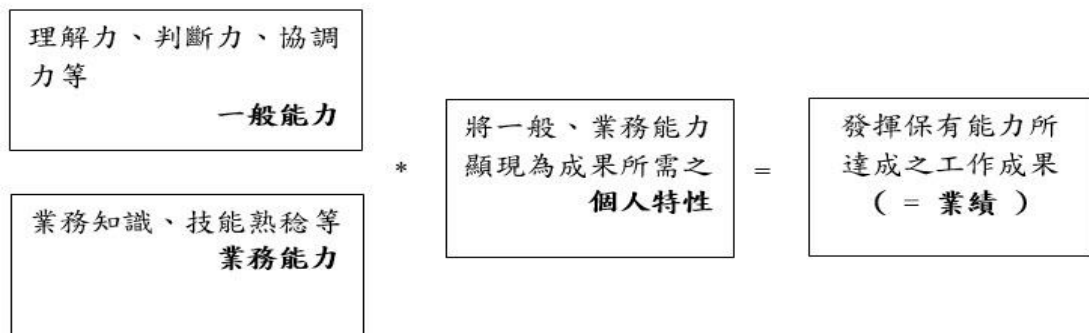 理解力、判斷力、協調
力等
一般能力
業務知識、技能熟稔等
業務能力
*
將一般、業務能力
顯現為成果所需之
個人特性
=
發揮保有能力所
達成之工作成果
( = 業績 )